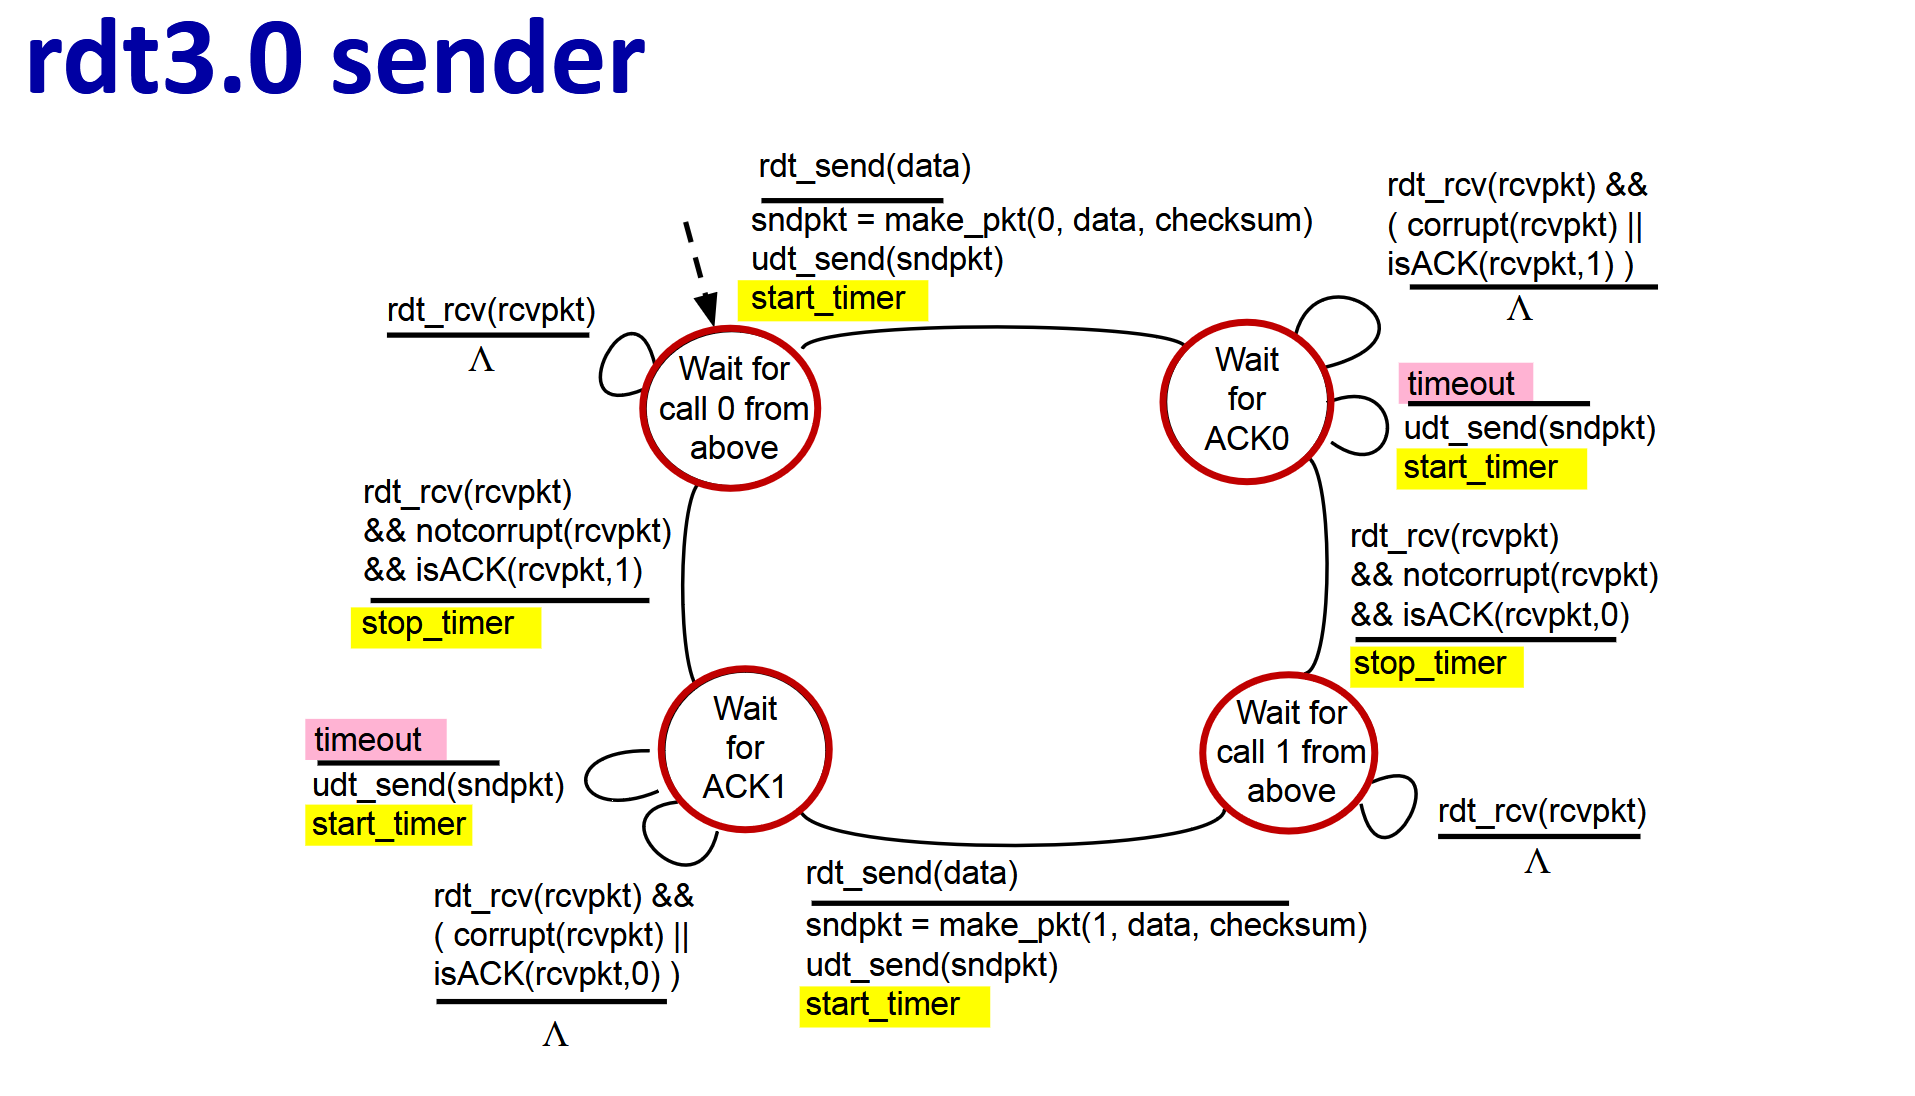 rdt3.0 sender
rdt_send(data)
sndpkt = make_pkt(0, data, checksum)
udt_send(sndpkt)
start_timer
rdt_rcv(rcvpkt) &&
( corrupt(rcvpkt) ||
isACK(rcvpkt,1) )
Λ
rdt_rcv(rcvpkt)
Λ
Wait for
call 0 from
above
Wait
for
ACK0
timeout
udt_send(sndpkt)
start_timer
rdt_rcv(rcvpkt)
&& notcorrupt(rcvpkt)
&& isACK(rcvpkt,1)
stop_timer
rdt_rcv(rcvpkt)
&& notcorrupt(rcvpkt)
&& isACK(rcvpkt,0)
stop_timer
Wait
for
ACK1
Wait for
call 1 from
above
timeout
udt_send(sndpkt)
start_timer
rdt_rcv(rcvpkt)
Λ
rdt_rcv(rcvpkt) &&
( corrupt(rcvpkt) ||
isACK(rcvpkt,0) )
Λ
rdt_send(data)
sndpkt = make_pkt(1, data, checksum)
udt_send(sndpkt)
start_timer